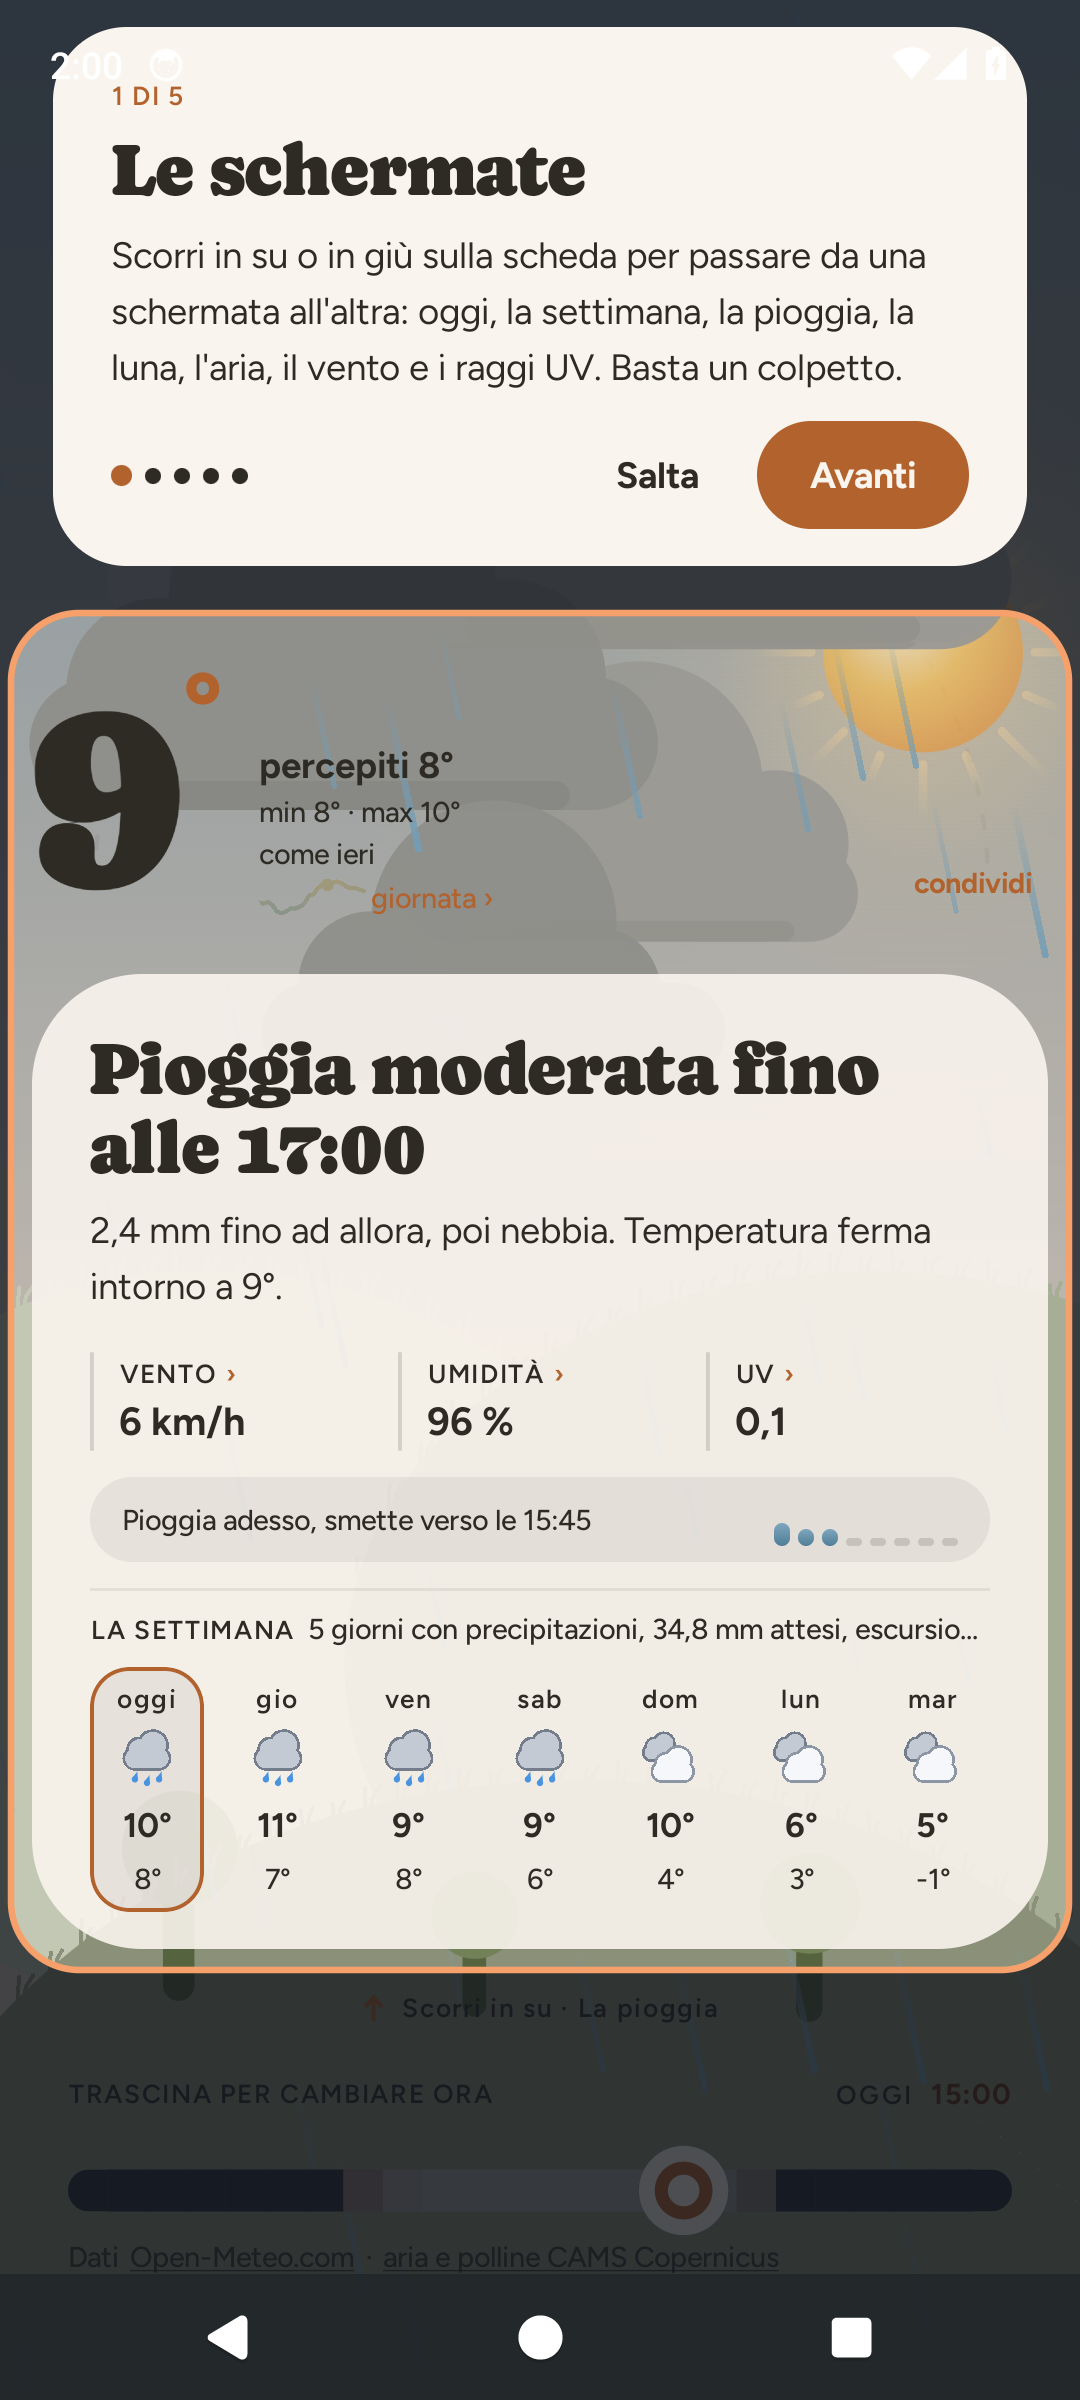 2:00
1 DI 5
Le schermate
Scorri in su o in giù sulla scheda per passare da una
schermata all'altra: oggi, la settimana, la pioggia, la
luna, l'aria, il vento e i raggi UV. Basta un colpetto.
Salta
Avanti
9°
percepiti 8°
min 8° · max 10°
come ieri
giornata ›
condividi
Pioggia moderata fino
alle 17:00
2,4 mm fino ad allora, poi nebbia. Temperatura ferma
intorno a 9°.
VENTO › UMIDITÀ › UV ›
6 km/h 96 % 0,1
Pioggia adesso, smette verso le 15:45
LA SETTIMANA 5 giorni con precipitazioni, 34,8 mm attesi, escursio...
oggi gio ven sab dom lun mar
10° 11° 9° 9° 10° 6° 5°
8° 7° 8° 6° 4° 3° -1°
↑ Scorri in su · La pioggia
TRASCINA PER CAMBIARE ORA OGGI 15:00
Dati Open-Meteo.com · aria e polline CAMS Copernicus